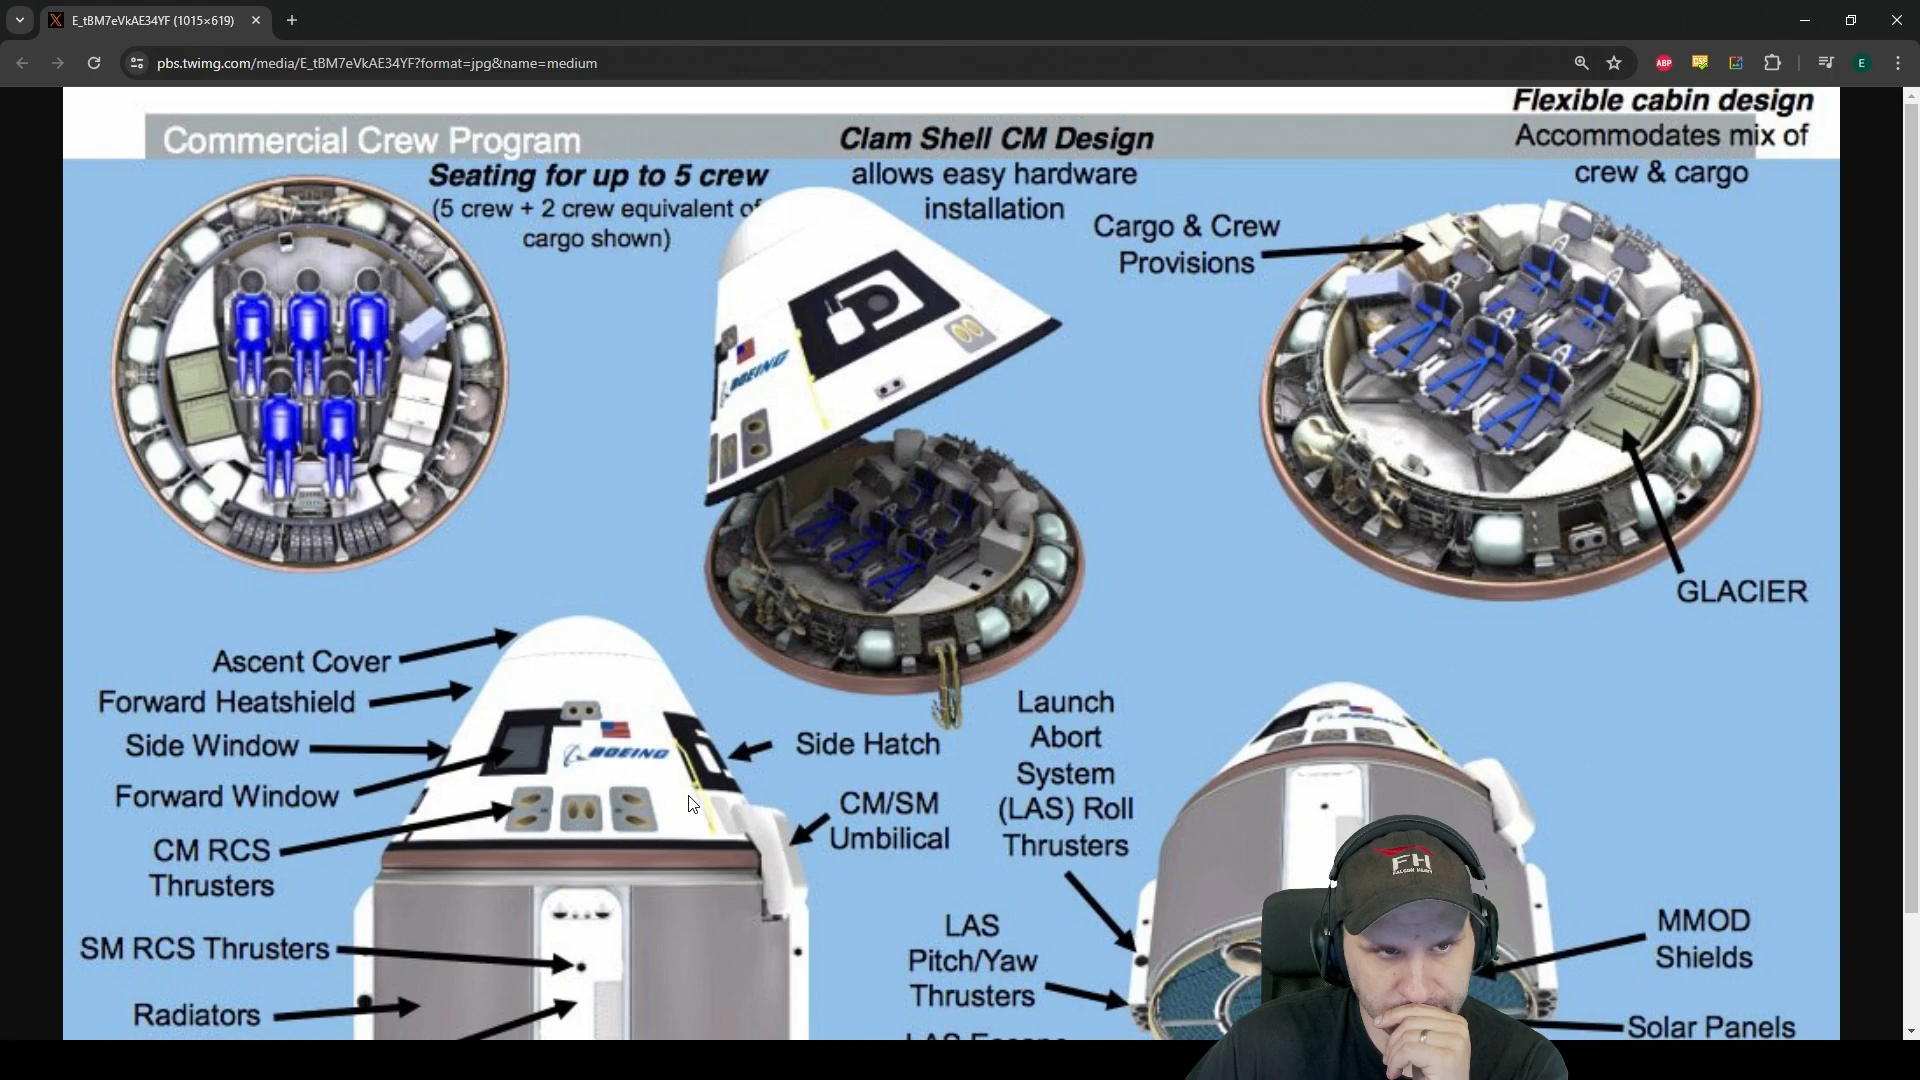 E_tBM7eVkAE34YF (1015×619)
pbs.twimg.com/media/E_tBM7eVkAE34YF?format=jpg&name=medium
ABP
E
Commercial Crew Program
Seating for up to 5 crew
(5 crew + 2 crew equivalent of
cargo shown)
Clam Shell CM Design
allows easy hardware
installation
Flexible cabin design
Accommodates mix of
crew & cargo
Cargo & Crew
Provisions
BOEING
GLACIER
Ascent Cover
Forward Heatshield
Side Window
Forward Window
CM RCS
Thrusters
SM RCS Thrusters
Radiators
BOEING
Side Hatch
CM/SM
Umbilical
Launch
Abort
System
(LAS) Roll
Thrusters
LAS
Pitch/Yaw
Thrusters
MMOD
Shields
Solar Panels
FH
FALCON HEAVY